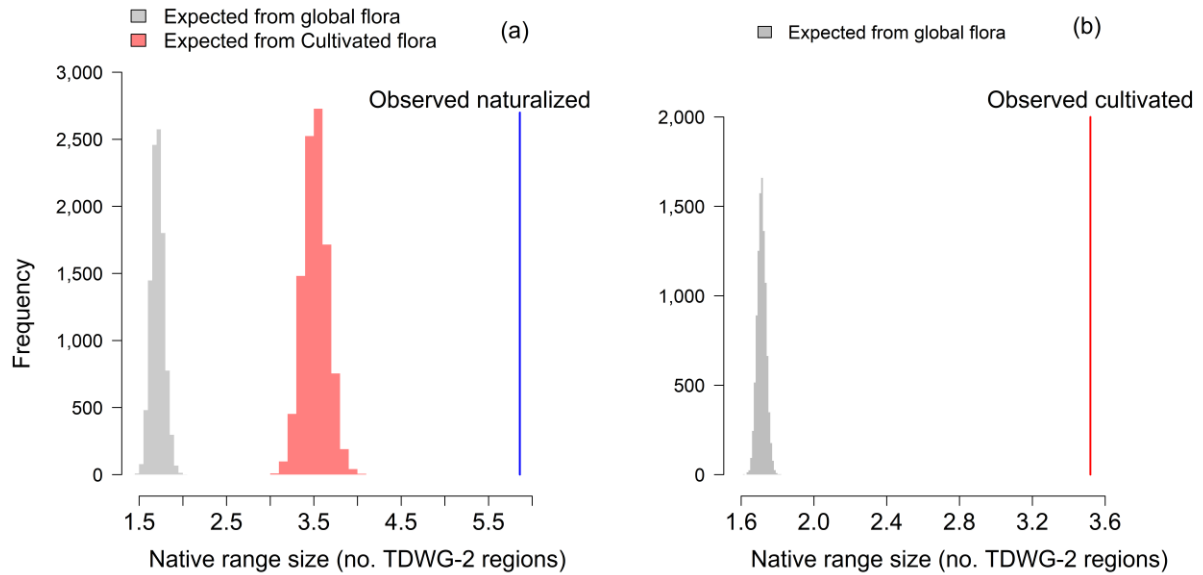 Expected from global flora
Expected from Cultivated flora
(a)
3,000
2,500
2,000
1,500
1,000
500
0
Frequency
Observed naturalized
1.5 2.5 3.5 4.5 5.5
Native range size (no. TDWG-2 regions)
Expected from global flora
(b)
2,000
1,500
1,000
500
0
Observed cultivated
1.6 2.0 2.4 2.8 3.2 3.6
Native range size (no. TDWG-2 regions)